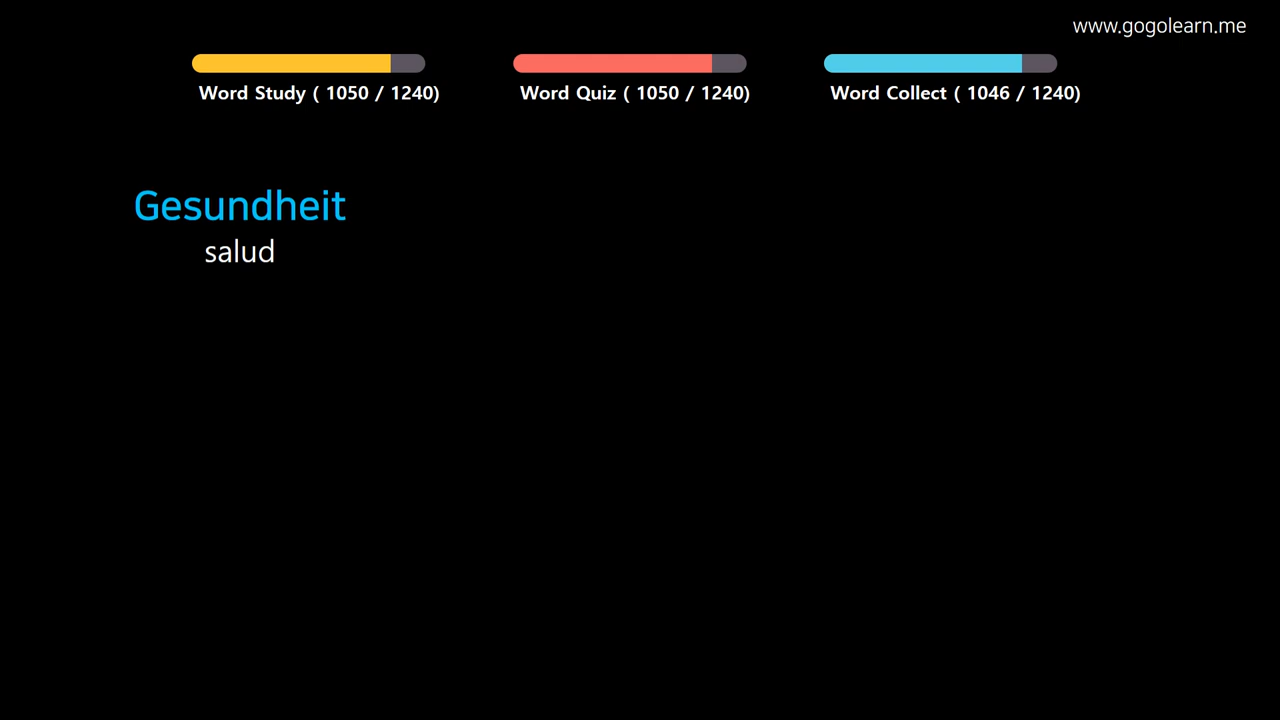 www.gogolearn.me
Word Study ( 1050 / 1240)
Word Quiz ( 1050 / 1240)
Word Collect ( 1046 / 1240)
Gesundheit
salud